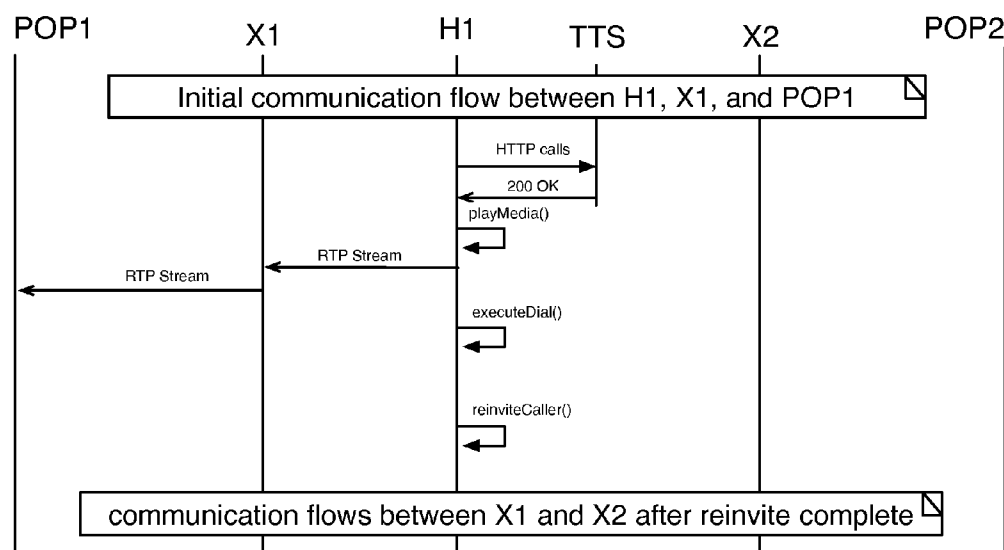 POP1 X1 H1 TTS X2 POP2
Initial communication flow between H1, X1, and POP1
HTTP calls
200 OK
playMedia()
RTP Stream
RTP Stream
executeDial()
reinviteCaller()
communication flows between X1 and X2 after reinvite complete